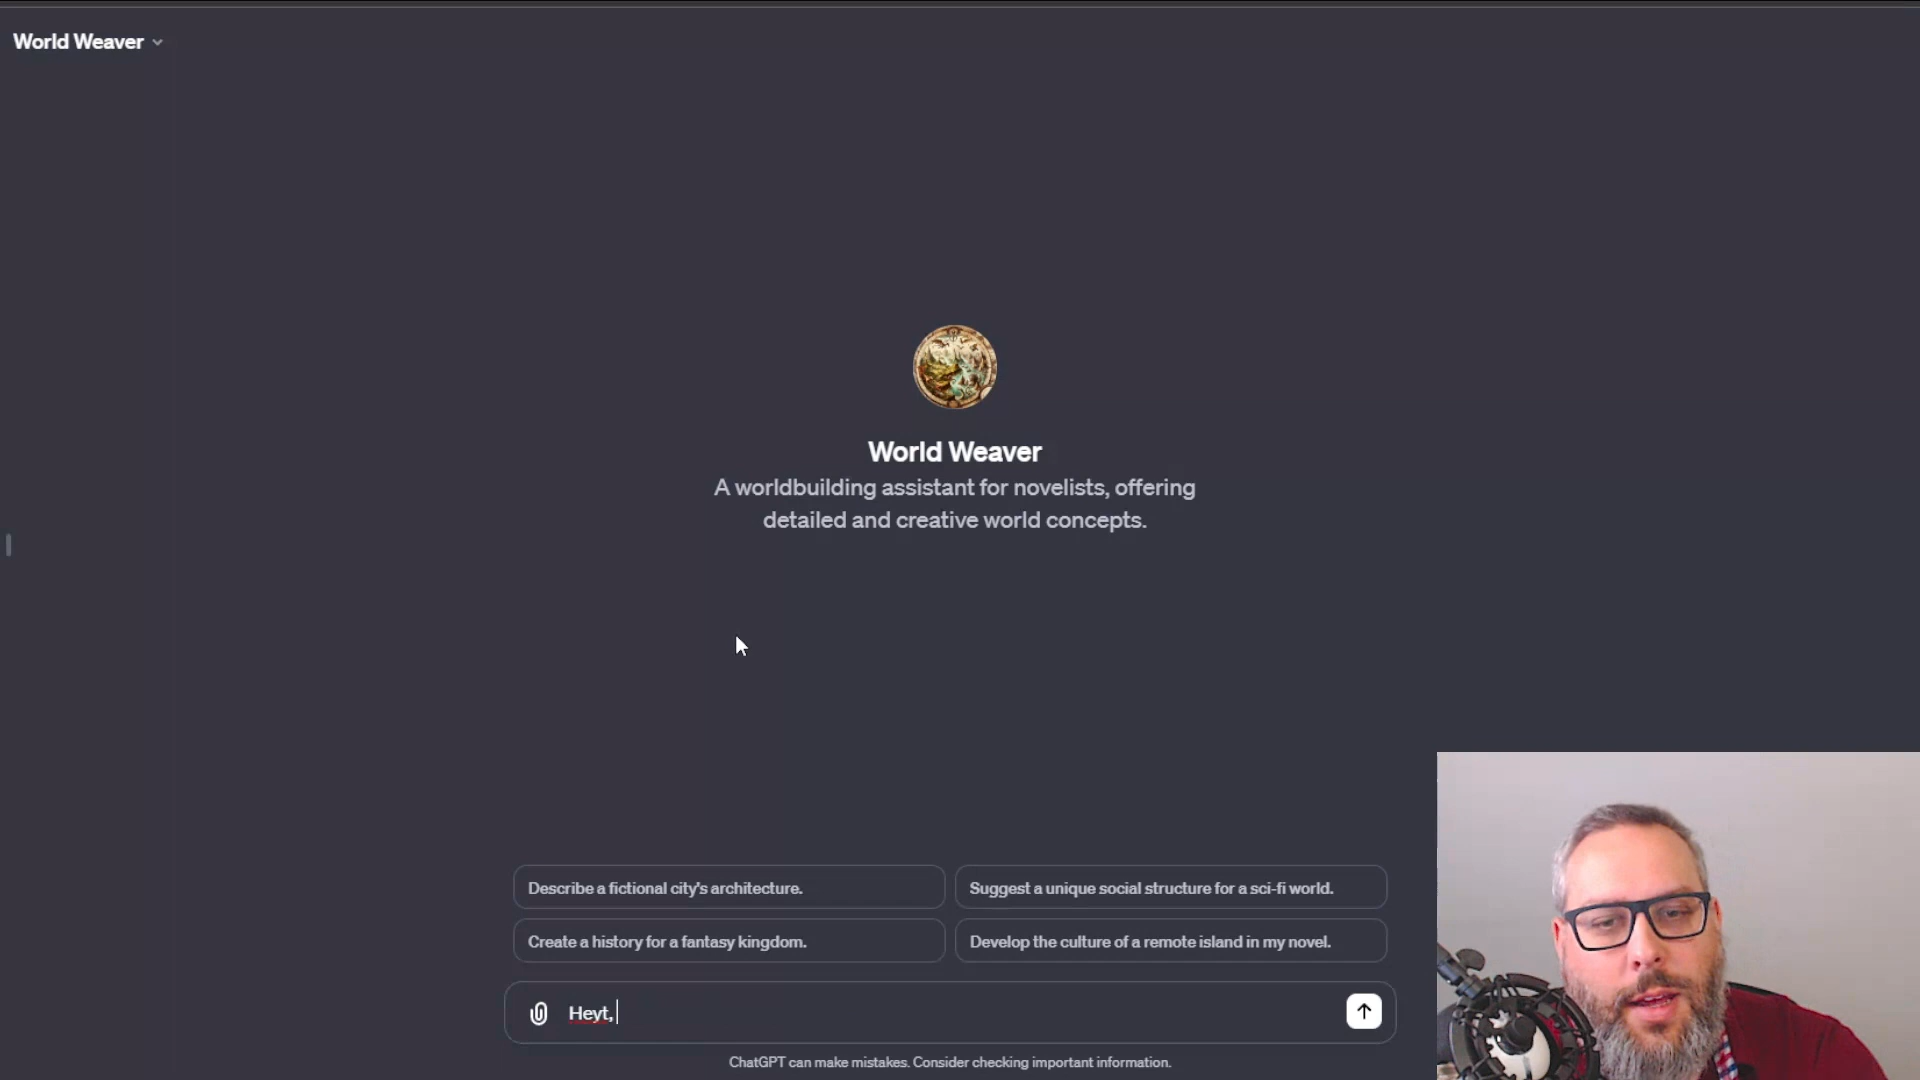 World Weaver
World Weaver
A worldbuilding assistant for novelists, offering
detailed and creative world concepts.
Describe a fictional city's architecture.
Suggest a unique social structure for a sci-fi world.
Create a history for a fantasy kingdom.
Develop the culture of a remote island in my novel.
Heyt,
ChatGPT can make mistakes. Consider checking important information.